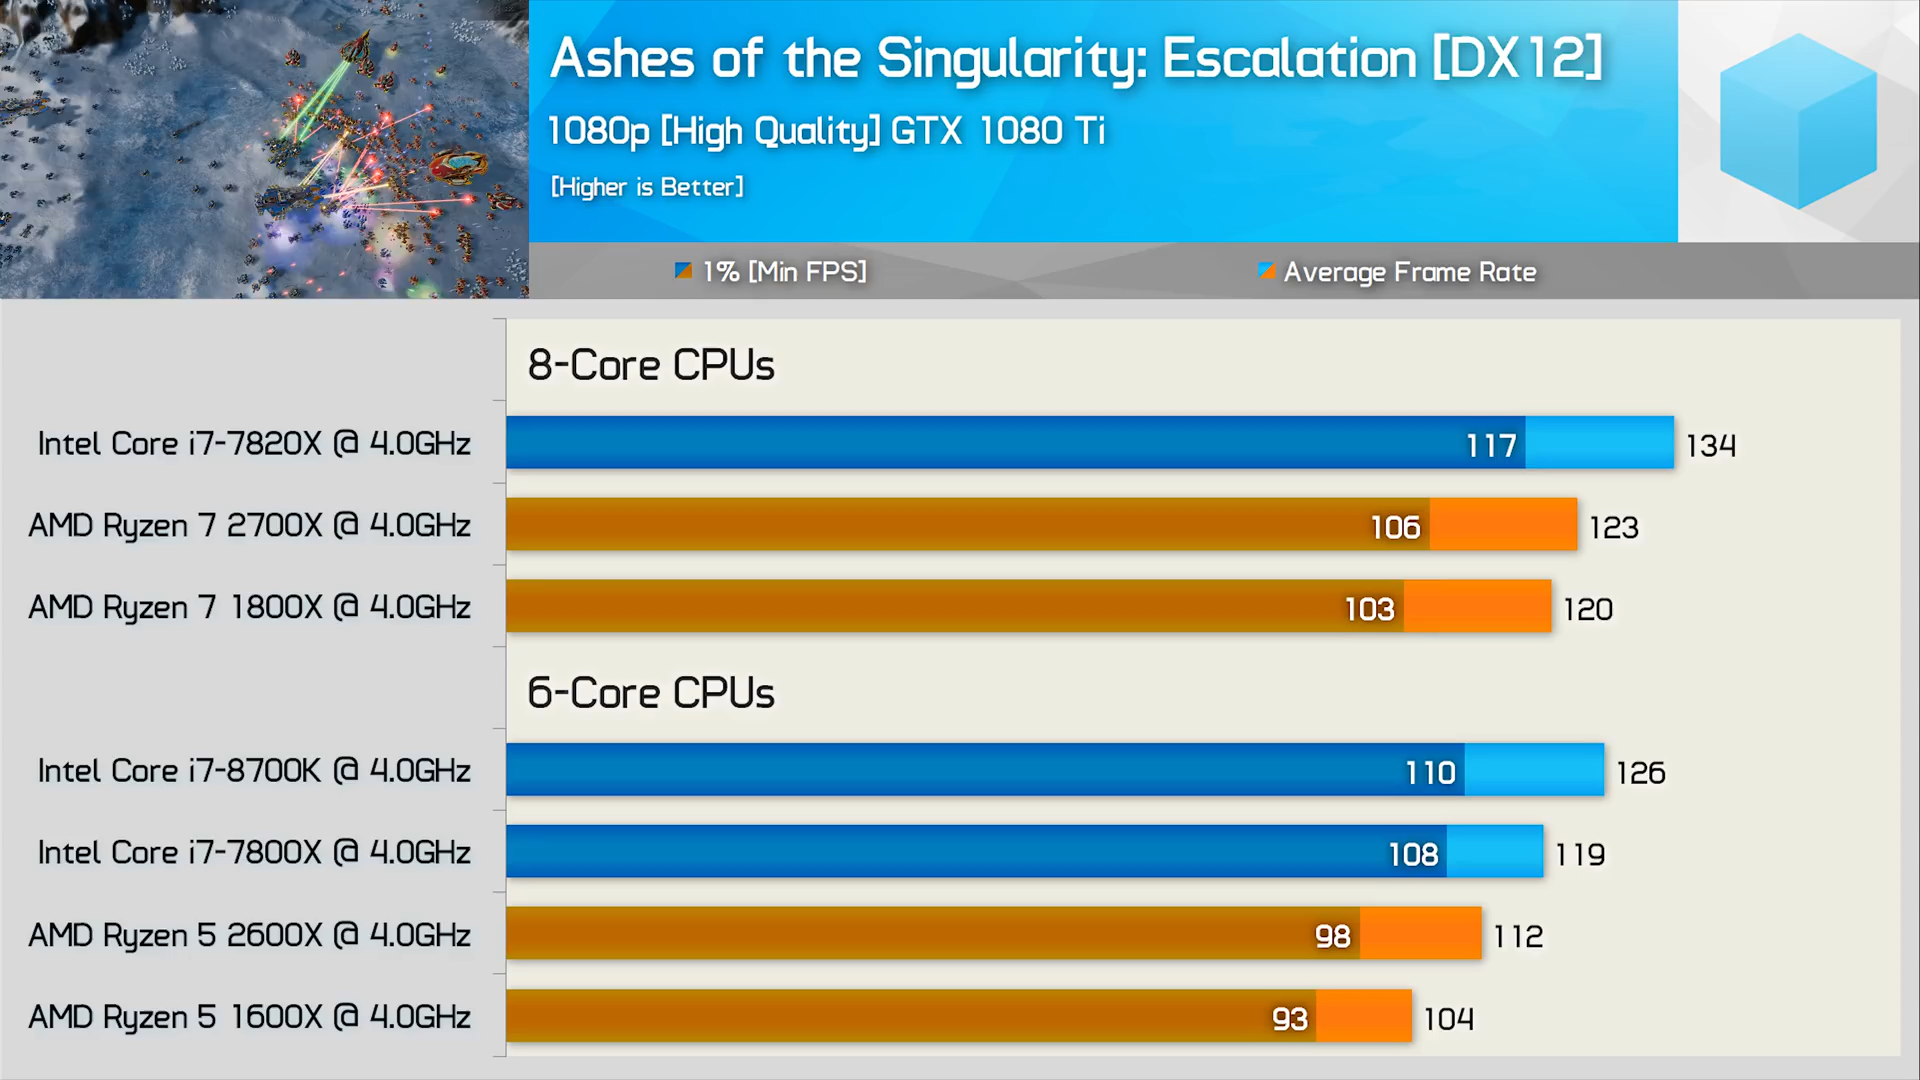 Ashes of the Singularity: Escalation [DX12]
1080p [High Quality] GTX 1080 Ti
[Higher is Better]
1% [Min FPS]
Average Frame Rate
8-Core CPUs
Intel Core i7-7820X @ 4.0GHz 117 134
AMD Ryzen 7 2700X @ 4.0GHz 106 123
AMD Ryzen 7 1800X @ 4.0GHz 103 120
6-Core CPUs
Intel Core i7-8700K @ 4.0GHz 110 126
Intel Core i7-7800X @ 4.0GHz 108 119
AMD Ryzen 5 2600X @ 4.0GHz 98 112
AMD Ryzen 5 1600X @ 4.0GHz 93 104